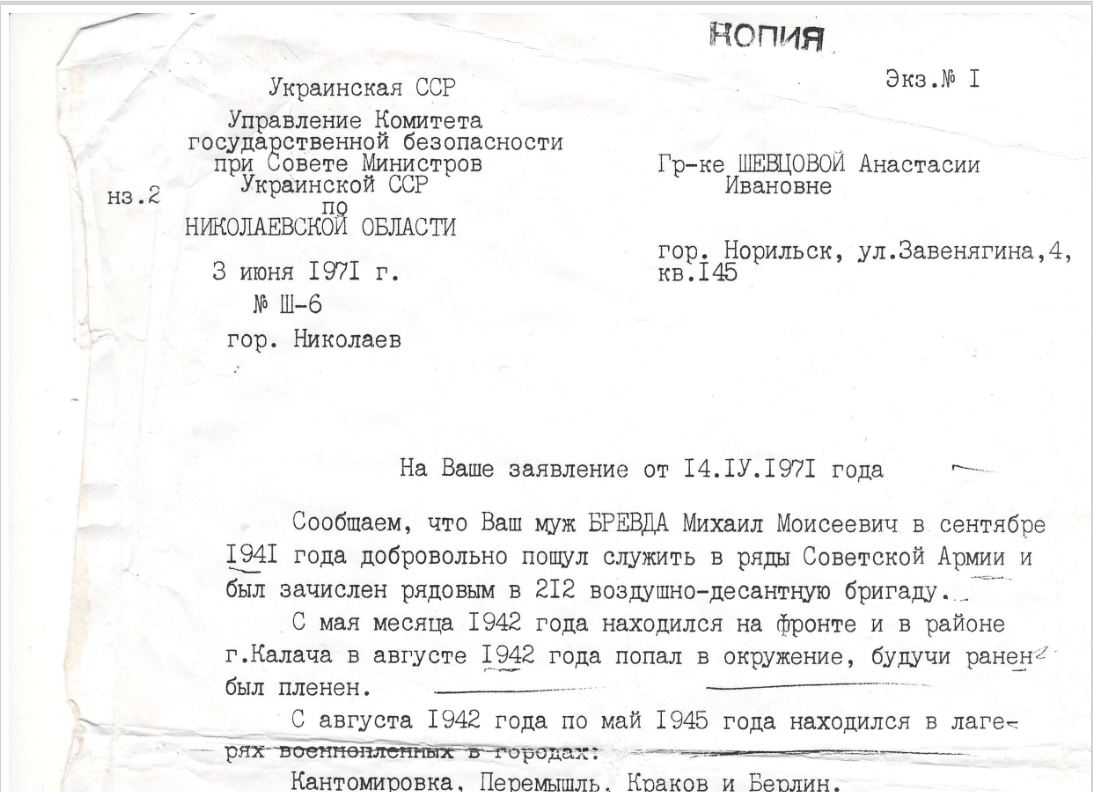 КОПИЯ
Экз.№ I
Украинская ССР
Управление Комитета
государственной безопасности
при Совете Министров
Украинской ССР
по
НИКОЛАЕВСКОЙ ОБЛАСТИ
нз.2
3 июня I97I г.
№ Ш-6
гор. Николаев
Гр-ке ШЕВЦОВОЙ Анастасии
Ивановне
гор. Норильск, ул.Завенягина,4,
кв.I45
На Ваше заявление от I4.IУ.I97I года
Сообщаем, что Ваш муж БРЕВДА Михаил Моисеевич в сентябре
I94I года добровольно пощул служить в ряды Советской Армии и
был зачислен рядовым в 2I2 воздушно-десантную бригаду.
С мая месяца I942 года находился на фронте и в районе
г.Калача в августе I942 года попал в окружение, будучи ранен
был пленен.
С августа I942 года по май I945 года находился в лаге-
рях военнопленных в городах:
Кантомировка, Перемышль, Краков и Берлин.